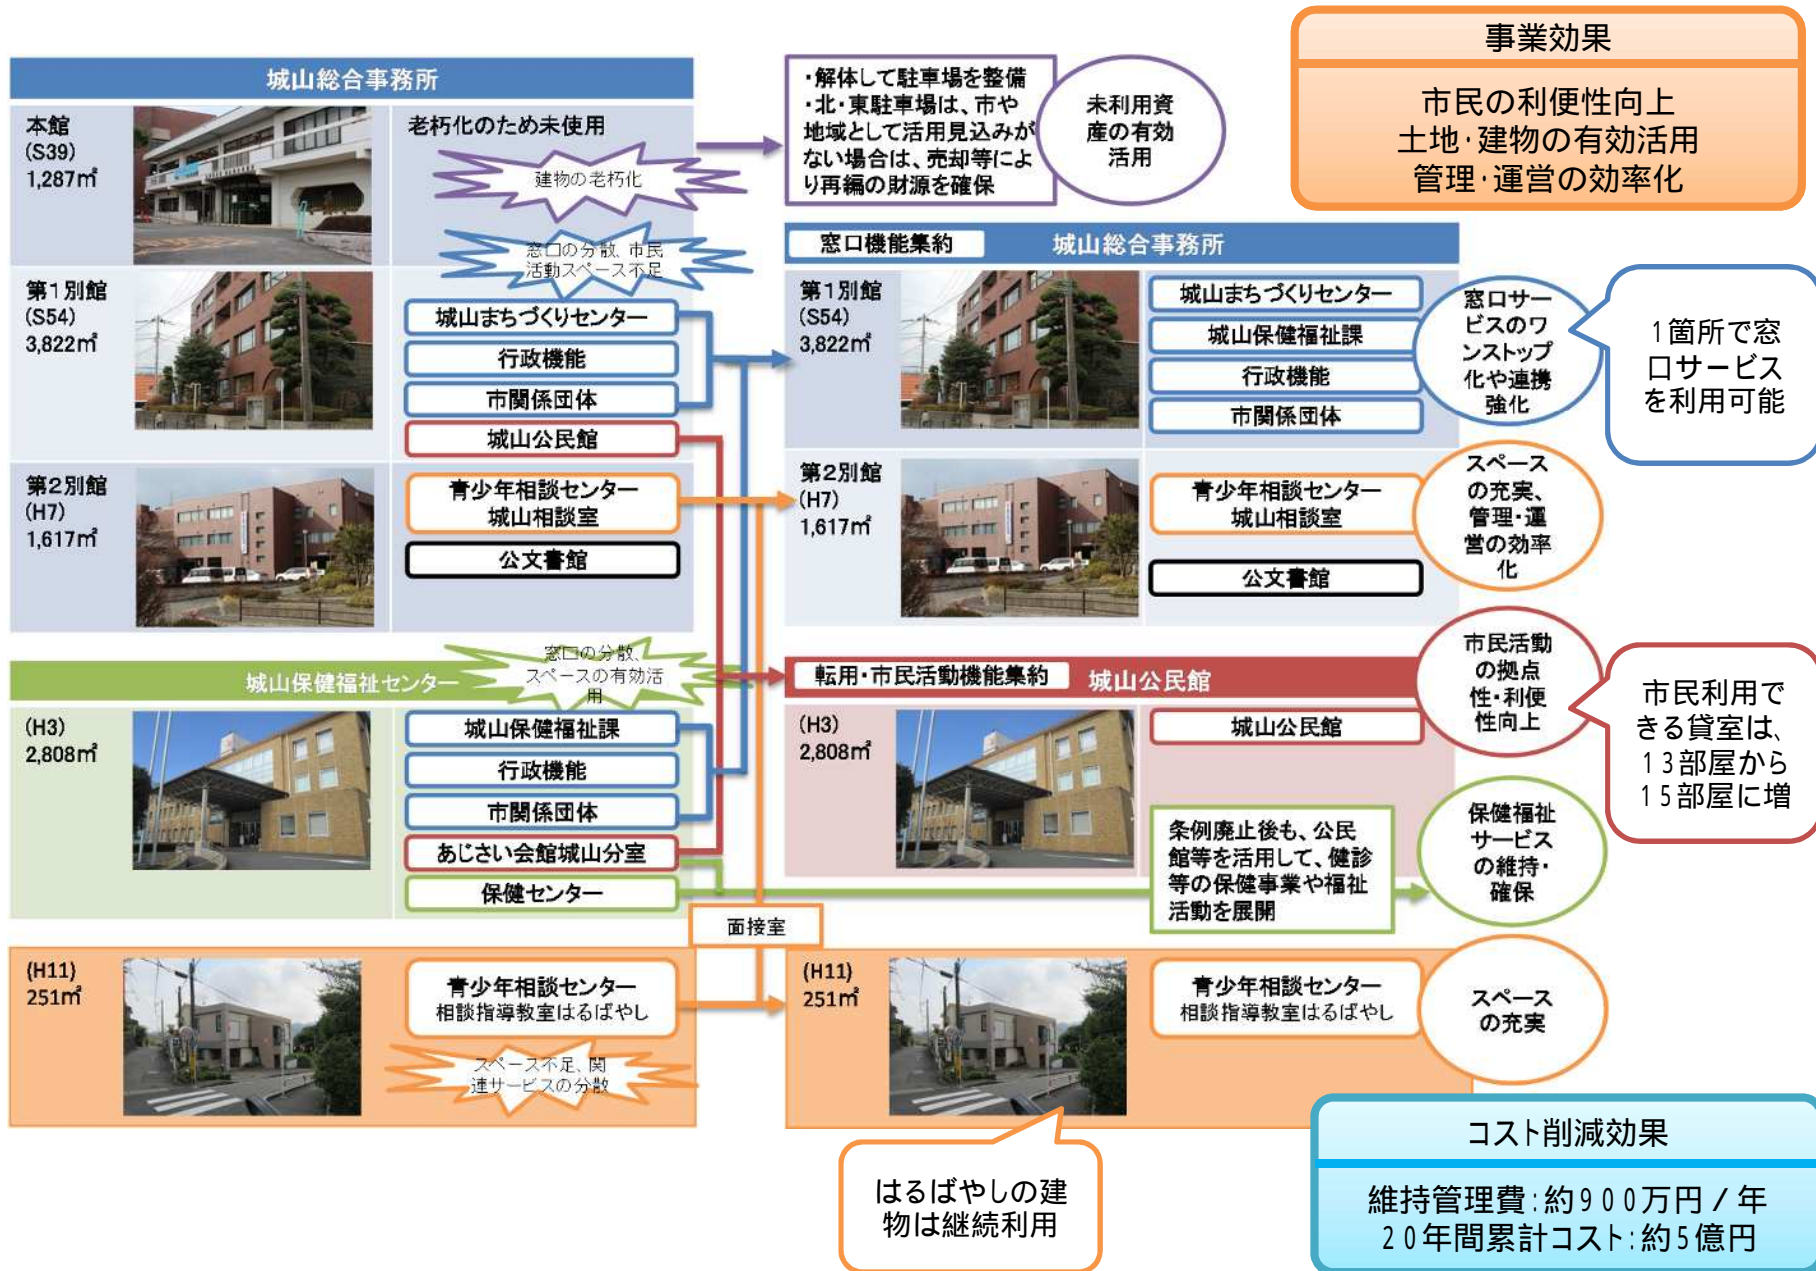 事業効果
市民の利便性向上
土地・建物の有効活用
管理・運営の効率化
城山総合事務所
本館
(S39)
1,287㎡
老朽化のため未使用
建物の老朽化
・解体して駐車場を整備
・北・東駐車場は、市や
地域として活用見込みが
ない場合は、売却等によ
り再編の財源を確保
未利用資
産の有効
活用
窓口の分散、市民
活動スペース不足
第1別館
(S54)
3,822㎡
城山まちづくりセンター
行政機能
市関係団体
城山公民館
第2別館
(H7)
1,617㎡
青少年相談センター
城山相談室
公文書館
窓口機能集約
城山総合事務所
第1別館
(S54)
3,822㎡
城山まちづくりセンター
城山保健福祉課
行政機能
市関係団体
窓口サー
ビスのワ
ンストップ
化や連携
強化
1箇所で窓
口サービス
を利用可能
第2別館
(H7)
1,617㎡
青少年相談センター
城山相談室
公文書館
スペース
の充実、
管理・運
営の効率
化
城山保健福祉センター
窓口の分散、
スペースの有効活
用
(H3)
2,808㎡
城山保健福祉課
行政機能
市関係団体
あじさい会館城山分室
保健センター
転用・市民活動機能集約
城山公民館
(H3)
2,808㎡
城山公民館
市民活動
の拠点
性・利便
性向上
市民利用で
きる貸室は、
13部屋から
15部屋に増
条例廃止後も、公民
館等を活用して、健診
等の保健事業や福祉
活動を展開
保健福祉
サービス
の維持・
確保
面接室
(H11)
251㎡
青少年相談センター
相談指導教室はるばやし
スペース不足、関
連サービスの分散
(H11)
251㎡
青少年相談センター
相談指導教室はるばやし
スペース
の充実
はるばやしの建
物は継続利用
コスト削減効果
維持管理費:約900万円/年
20年間累計コスト:約5億円